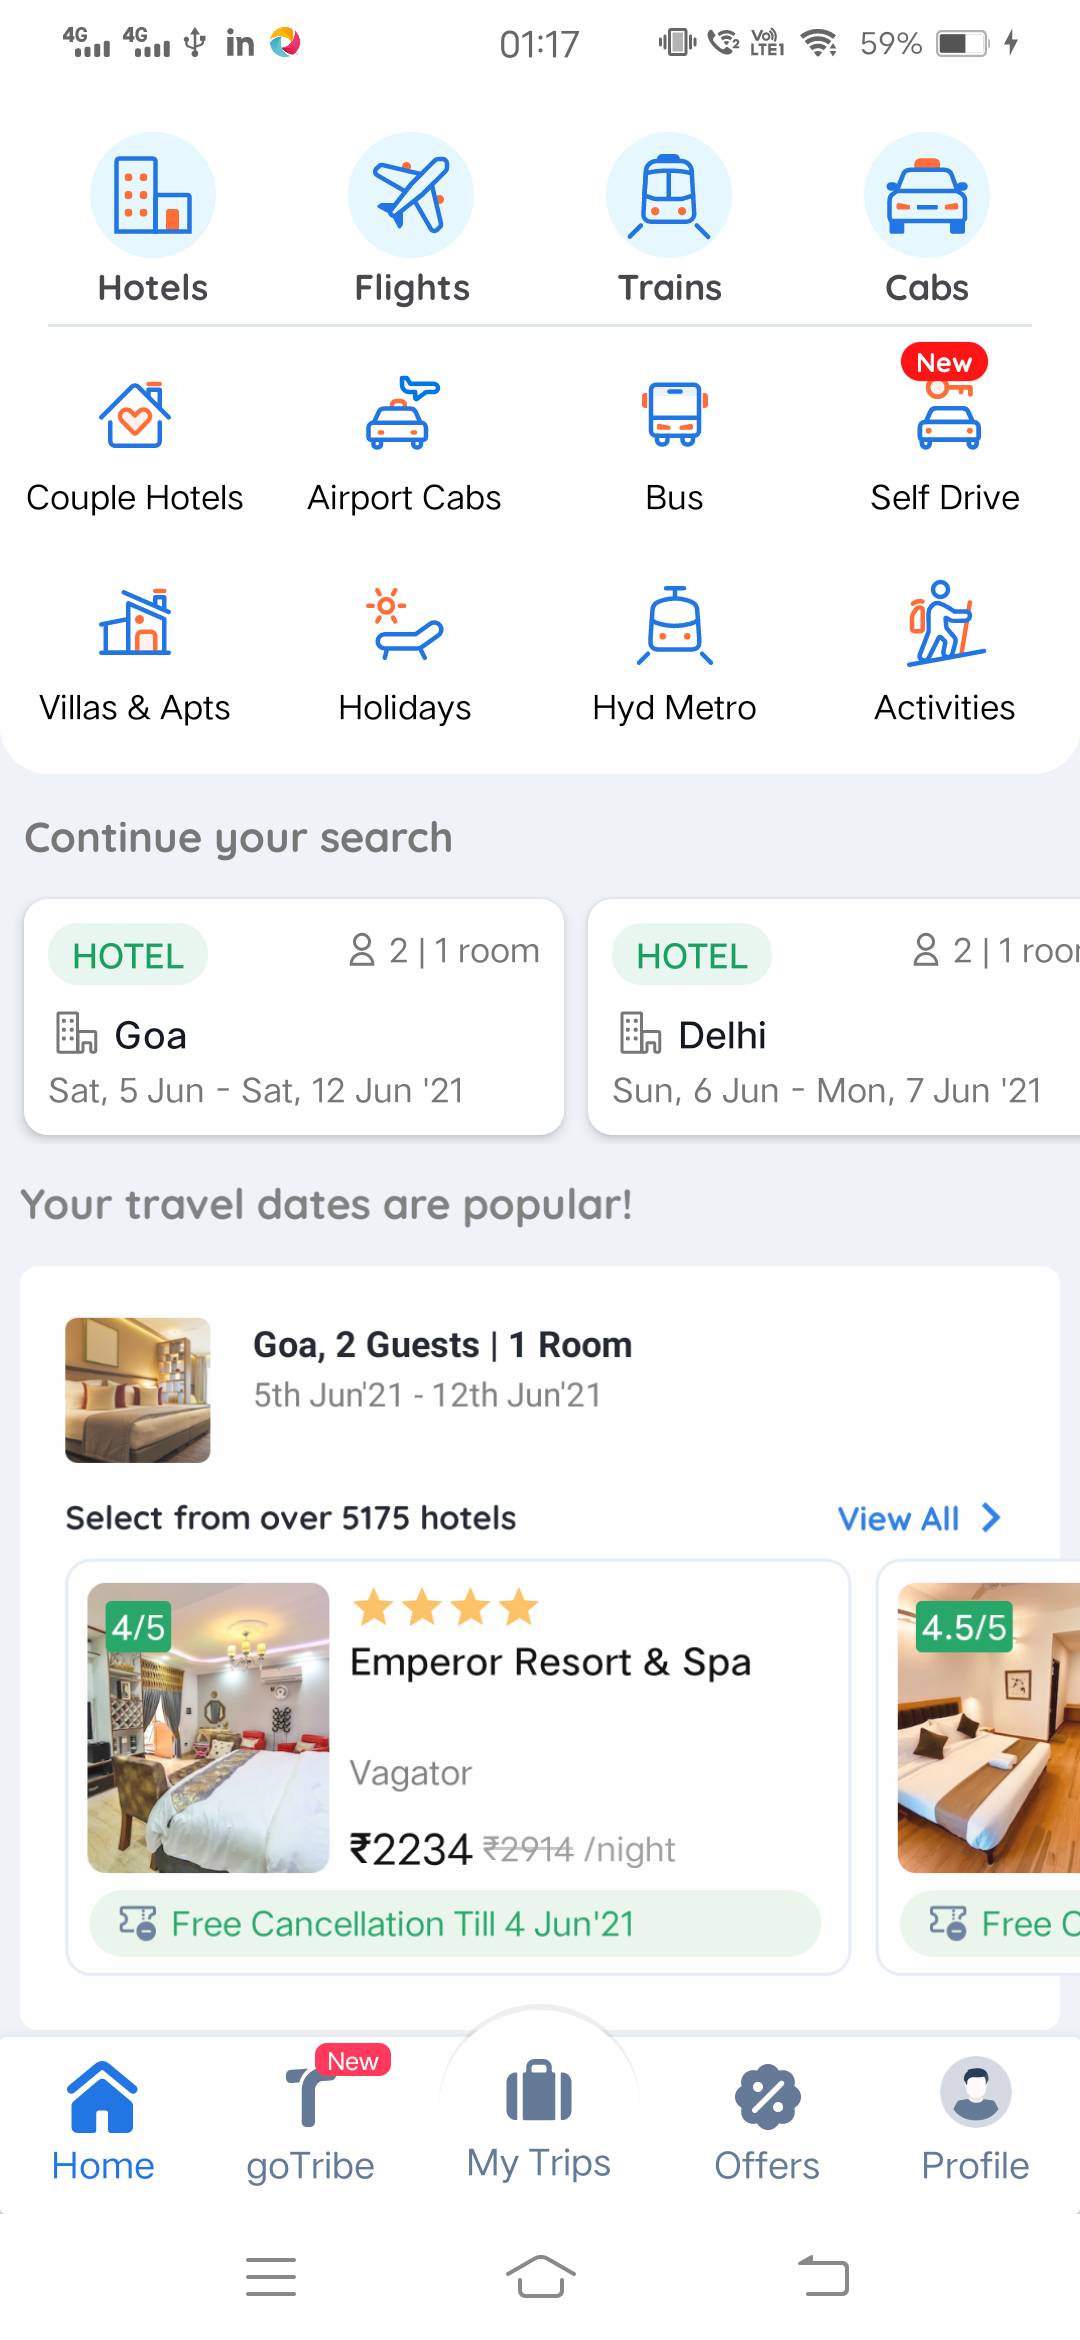 4G 4G in 01:17 2 Vo) LTE1 59%
Hotels Flights Trains Cabs
New
Couple Hotels Airport Cabs Bus Self Drive
Villas & Apts Holidays Hyd Metro Activities
Continue your search
HOTEL 2 | 1 room
Goa
Sat, 5 Jun - Sat, 12 Jun '21
HOTEL 2 | 1 roor
Delhi
Sun, 6 Jun - Mon, 7 Jun '21
Your travel dates are popular!
Goa, 2 Guests | 1 Room
5th Jun'21 - 12th Jun'21
Select from over 5175 hotels View All
4/5
Emperor Resort & Spa
Vagator
₹2234 ₹2914 /night
Free Cancellation Till 4 Jun'21
4.5/5
Free C
New
Home goTribe My Trips Offers Profile